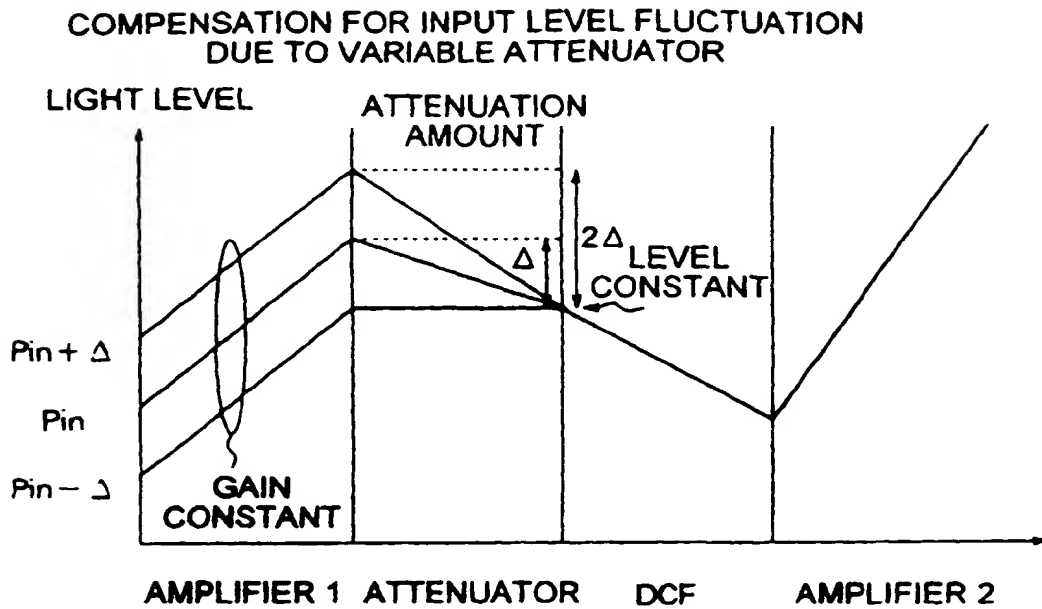 COMPENSATION FOR INPUT LEVEL FLUCTUATION
DUE TO VARIABLE ATTENUATOR
LIGHT LEVEL
ATTENUATION
AMOUNT
Δ
2Δ
LEVEL
CONSTANT
Pin + Δ
Pin
Pin - Δ
GAIN
CONSTANT
AMPLIFIER 1 ATTENUATOR DCF AMPLIFIER 2